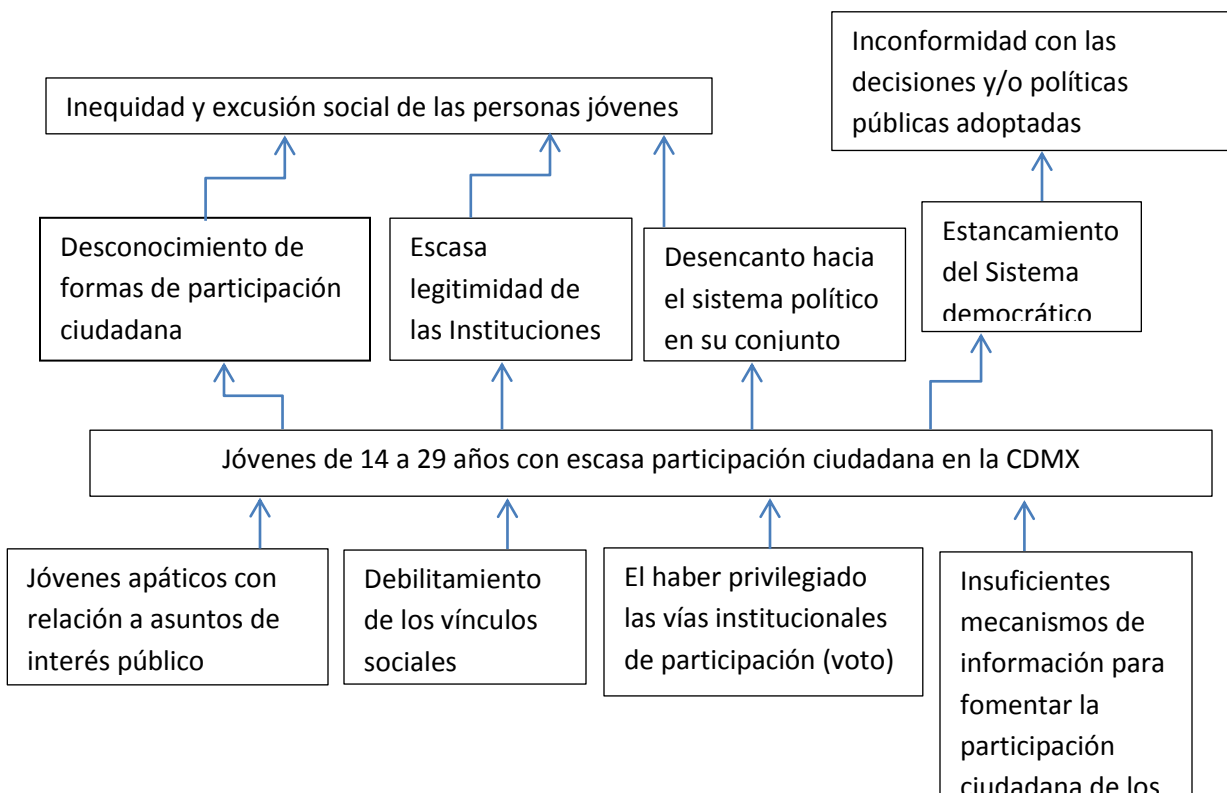 Inconformidad con las
decisiones y/o políticas
públicas adoptadas
Inequidad y excusión social de las personas jóvenes
Desconocimiento de
formas de participación
ciudadana
Escasa
legitimidad de
las Instituciones
Desencanto hacia
el sistema político
en su conjunto
Estancamiento
del Sistema
democrático
Jóvenes de 14 a 29 años con escasa participación ciudadana en la CDMX
Jóvenes apáticos con
relación a asuntos de
interés público
Debilitamiento
de los vínculos
sociales
El haber privilegiado
las vías institucionales
de participación (voto)
Insuficientes
mecanismos de
información para
fomentar la
participación
ciudadana de los